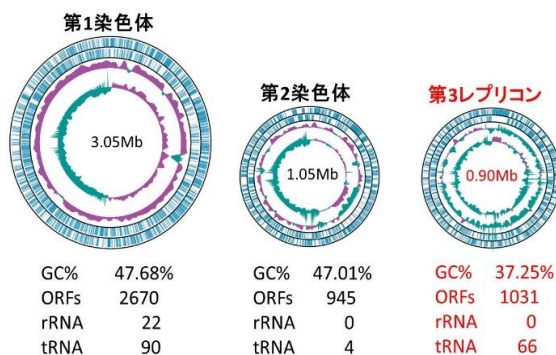 第1染色体
第2染色体
第3レプリコン
3.05Mb
1.05Mb
0.90Mb
GC% 47.68%
ORFs 2670
rRNA 22
tRNA 90
GC% 47.01%
ORFs 945
rRNA 0
tRNA 4
GC% 37.25%
ORFs 1031
rRNA 0
tRNA 66